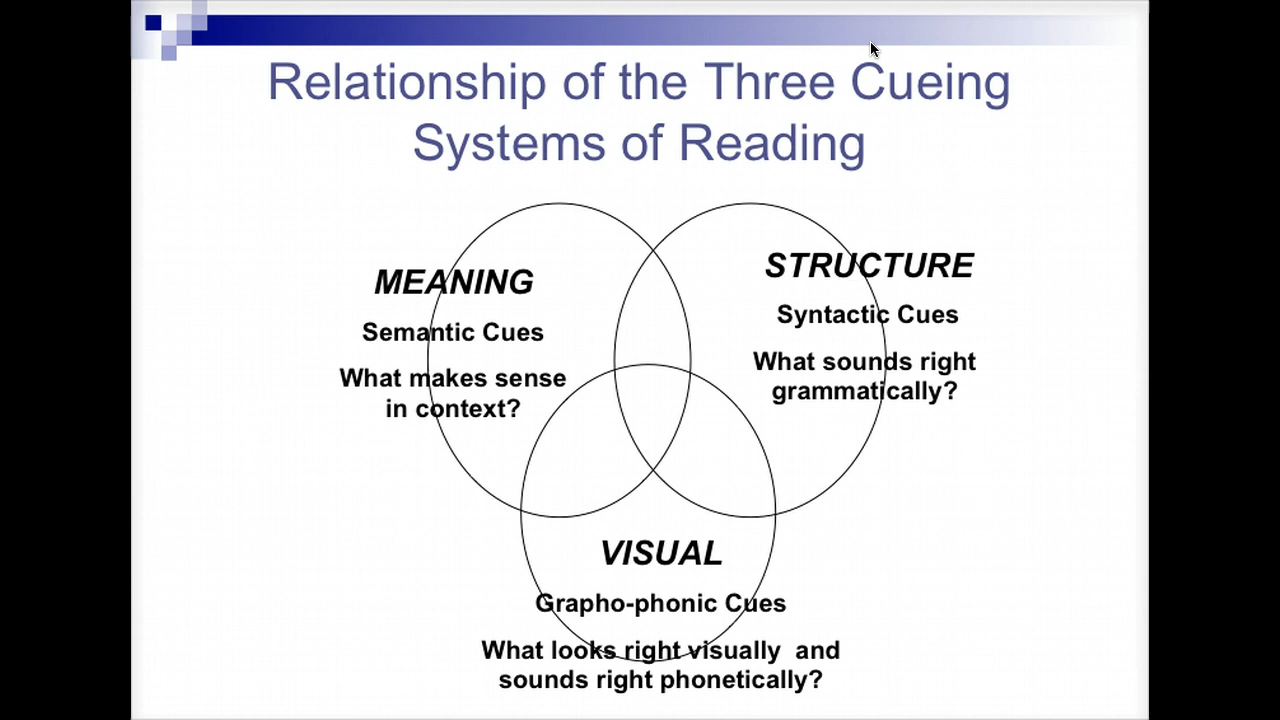 Relationship of the Three Cueing
Systems of Reading
MEANING
Semantic Cues
What makes sense
in context?
STRUCTURE
Syntactic Cues
What sounds right
grammatically?
VISUAL
Grapho-phonic Cues
What looks right visually  and
sounds right phonetically?